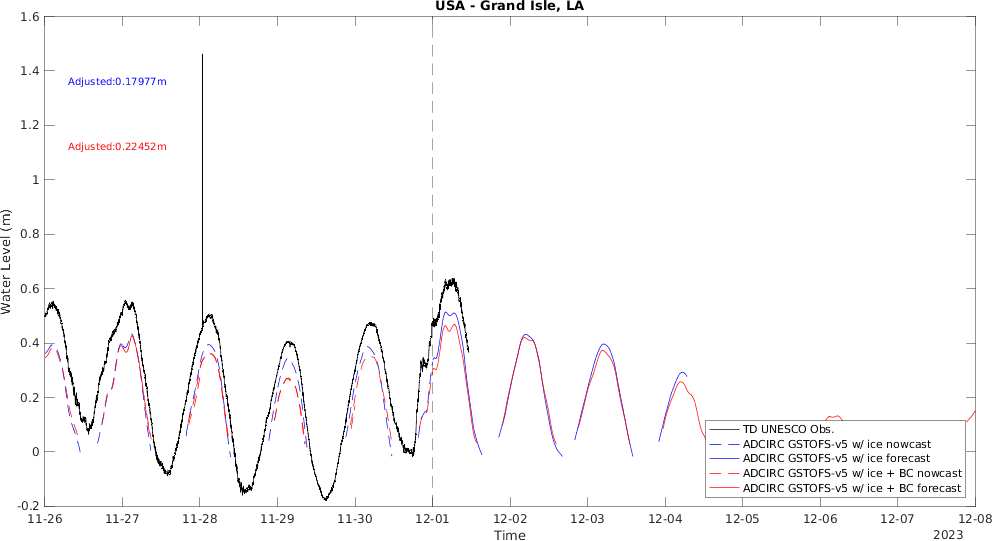 USA - Grand Isle, LA
1.6
1.4
1.2
1
0.8
0.6
0.4
0.2
0
-0.2
Water Level (m)
Adjusted:0.17977m
Adjusted:0.22452m
TD UNESCO Obs.
ADCIRC GSTOFS-v5 w/ ice nowcast
ADCIRC GSTOFS-v5 w/ ice forecast
ADCIRC GSTOFS-v5 w/ ice + BC nowcast
ADCIRC GSTOFS-v5 w/ ice + BC forecast
11-26 11-27 11-28 11-29 11-30 12-01 12-02 12-03 12-04 12-05 12-06 12-07 12-08
Time
2023